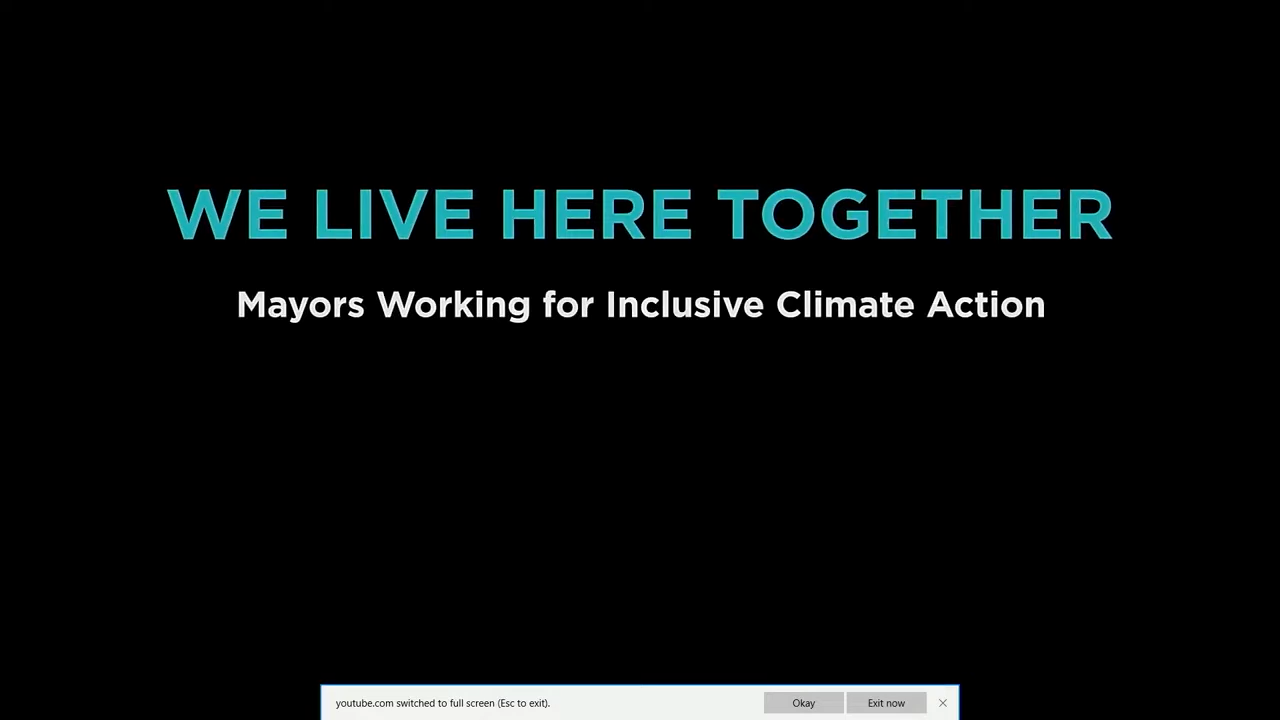 WE LIVE HERE TOGETHER
Mayors Working for Inclusive Climate Action
youtube.com switched to full screen (Esc to exit). Okay Exit now